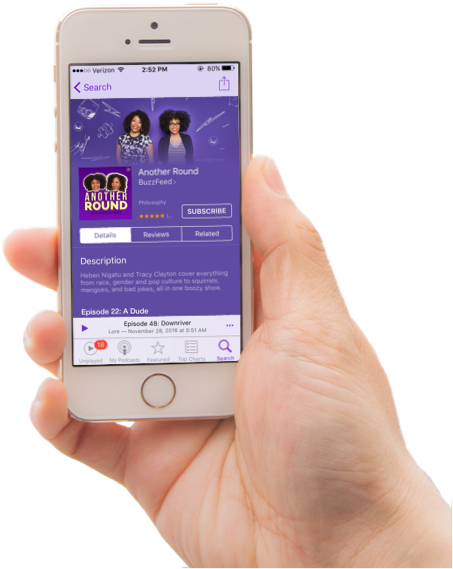 Verizon 2:52 PM 80%
Search
Another Round
BuzzFeed
ANOTHER
ROUND
Philosophy
SUBSCRIBE
Details Reviews Related
Description
Heben Nigatu and Tracy Clayton cover everything
from race, gender and pop culture to squirrels,
mangoes, and bad jokes, all in one boozy show.
Episode 22: A Dude
Episode 48: Downriver
Lore — November 28, 2016 at 5:51 AM
18
Unplayed My Podcasts Featured Top Charts Search